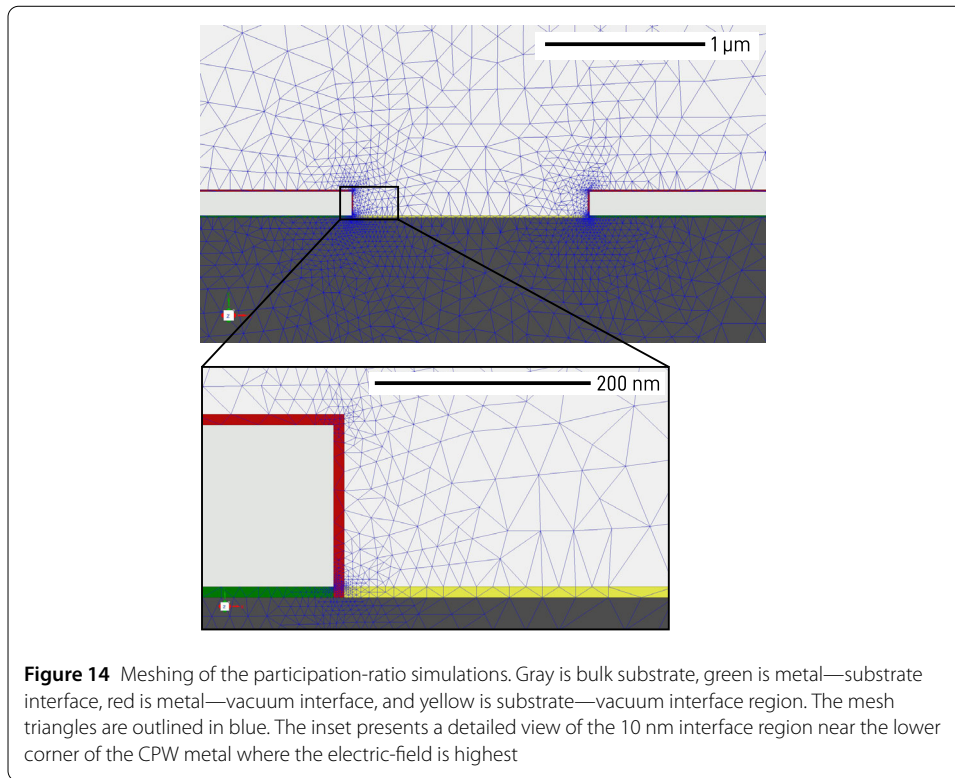 1 µm
z
200 nm
z
Figure 14 Meshing of the participation-ratio simulations. Gray is bulk substrate, green is metal—substrate
interface, red is metal—vacuum interface, and yellow is substrate—vacuum interface region. The mesh
triangles are outlined in blue. The inset presents a detailed view of the 10 nm interface region near the lower
corner of the CPW metal where the electric-field is highest